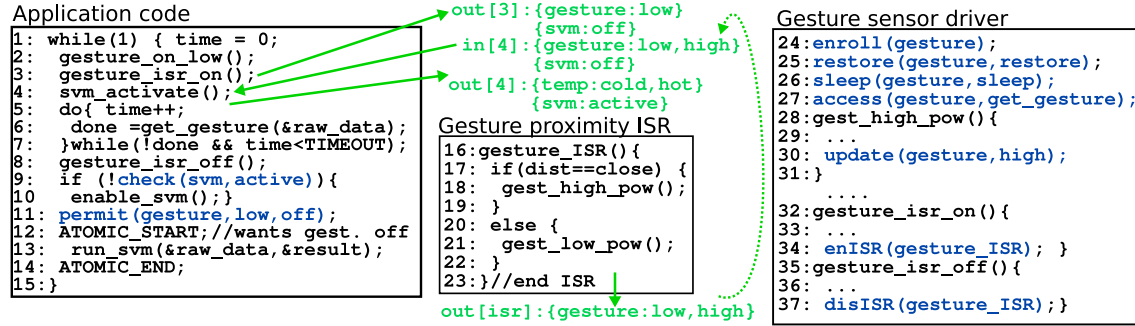 Application code
1: while(1) { time = 0;
2:  gesture_on_low();
3:  gesture_isr_on();
4:  svm_activate();
5:  do{ time++;
6:   done =get_gesture(&raw_data);
7:  }while(!done && time<TIMEOUT);
8:  gesture_isr_off();
9:  if (!check(svm,active)){
10   enable_svm();}
11: permit(gesture,low,off);
12: ATOMIC_START;//wants gest. off
13:  run_svm(&raw_data,&result);
14: ATOMIC_END;
15:}
out[3]:{gesture:low}
{svm:off}
in[4]:{gesture:low,high}
{svm:off}
out[4]:{temp:cold,hot}
{svm:active}
Gesture proximity ISR
16:gesture_ISR(){
17: if(dist==close) {
18:  gest_high_pow();
19: }
20: else {
21:  gest_low_pow();
22: }
23:}//end ISR
out[isr]:{gesture:low,high}
Gesture sensor driver
24:enroll(gesture);
25:restore(gesture,restore);
26:sleep(gesture,sleep);
27:access(gesture,get_gesture);
28:gest_high_pow(){
29: ...
30: update(gesture,high);
31:}
....
32:gesture_isr_on(){
33: ...
34: enISR(gesture_ISR); }
35:gesture_isr_off(){
36: ...
37: disISR(gesture_ISR);}